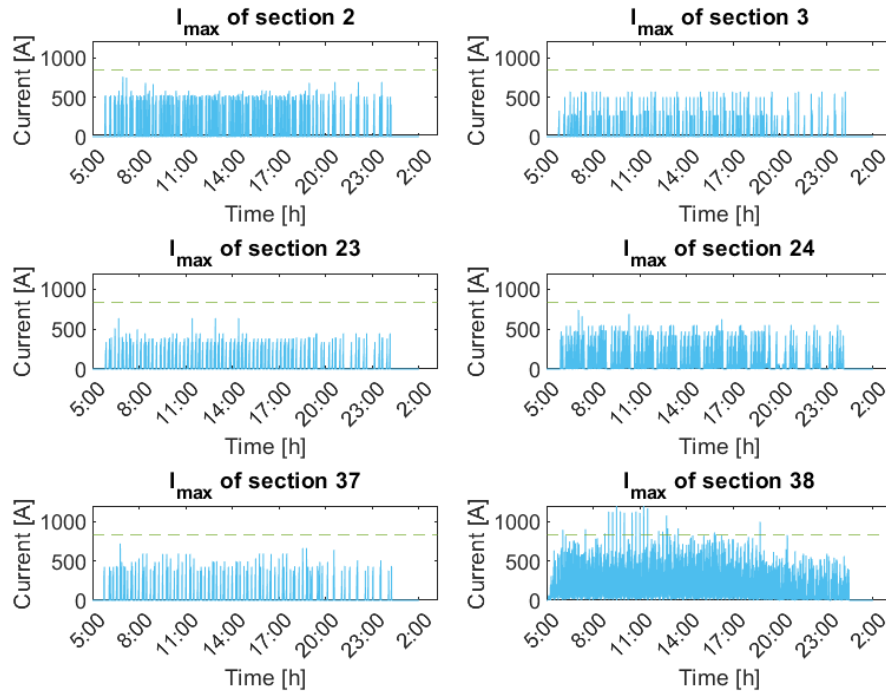 I_max of section 2
Current [A]
1000
500
0
5:00 8:00 11:00 14:00 17:00 20:00 23:00 2:00
Time [h]
I_max of section 3
Current [A]
1000
500
0
5:00 8:00 11:00 14:00 17:00 20:00 23:00 2:00
Time [h]
I_max of section 23
Current [A]
1000
500
0
5:00 8:00 11:00 14:00 17:00 20:00 23:00 2:00
Time [h]
I_max of section 24
Current [A]
1000
500
0
5:00 8:00 11:00 14:00 17:00 20:00 23:00 2:00
Time [h]
I_max of section 37
Current [A]
1000
500
0
5:00 8:00 11:00 14:00 17:00 20:00 23:00 2:00
Time [h]
I_max of section 38
Current [A]
1000
500
0
5:00 8:00 11:00 14:00 17:00 20:00 23:00 2:00
Time [h]